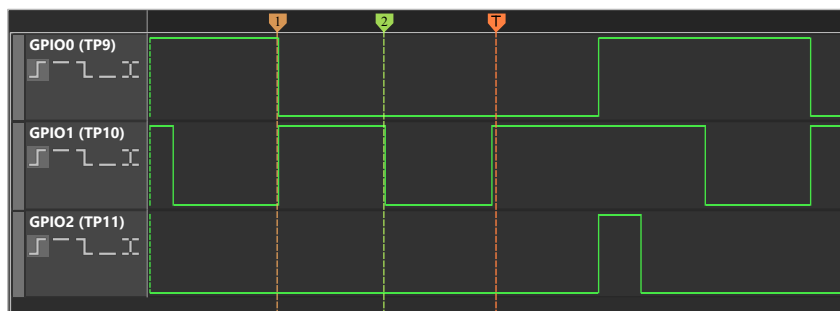 1 2 T
GPIO0 (TP9)
GPIO1 (TP10)
GPIO2 (TP11)